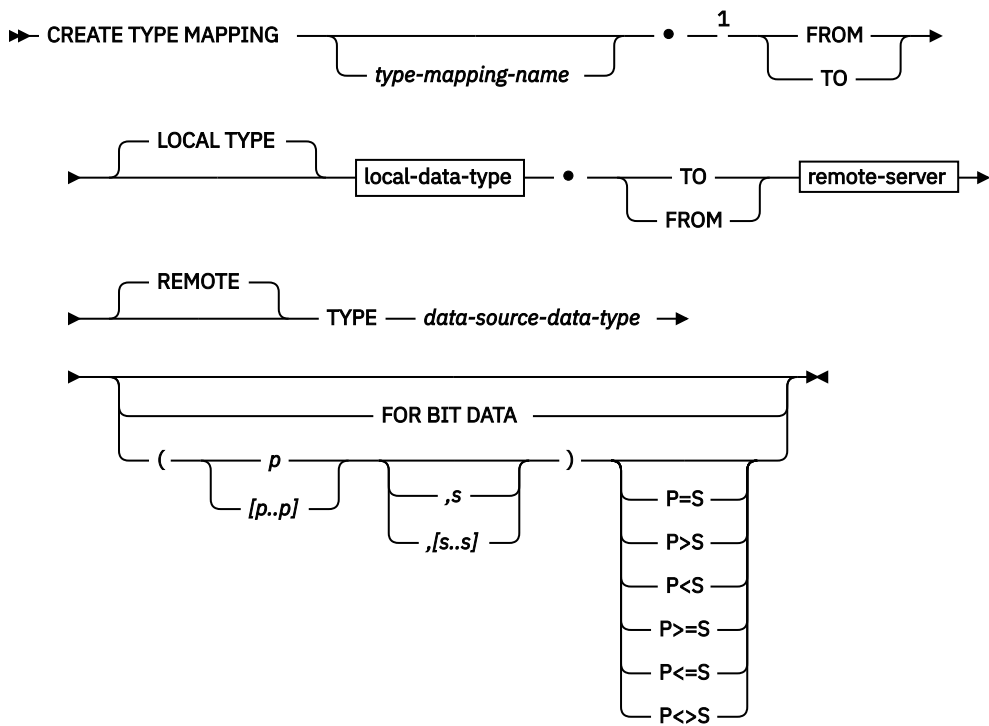 1
CREATE TYPE MAPPING • FROM
type-mapping-name TO
LOCAL TYPE
local-data-type • TO remote-server
FROM
REMOTE
TYPE data-source-data-type
FOR BIT DATA
( p )
,s P=S
[p..p]
,[s..s] P>S
P<S
P>=S
P<=S
P<>S